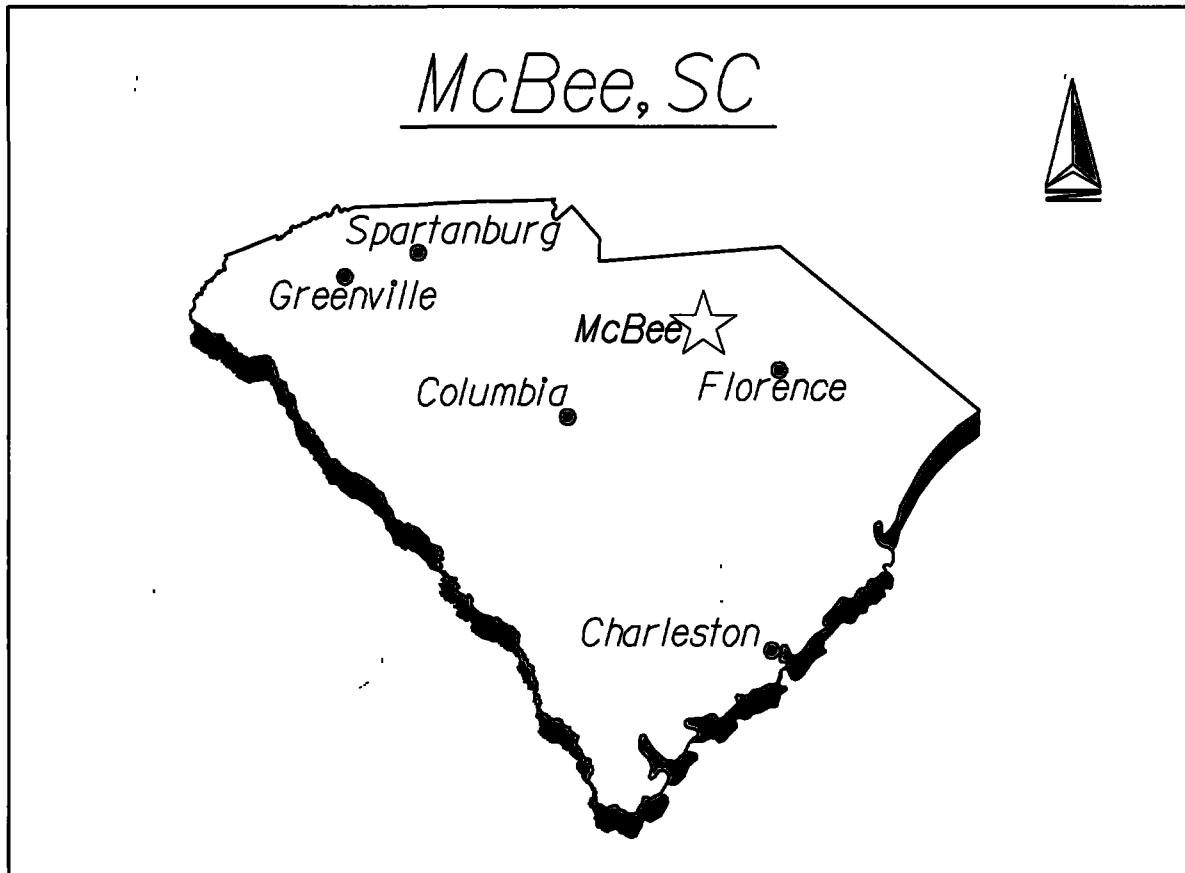 McBee, SC
Spartanburg
Greenville
McBee
Florence
Columbia
Charleston